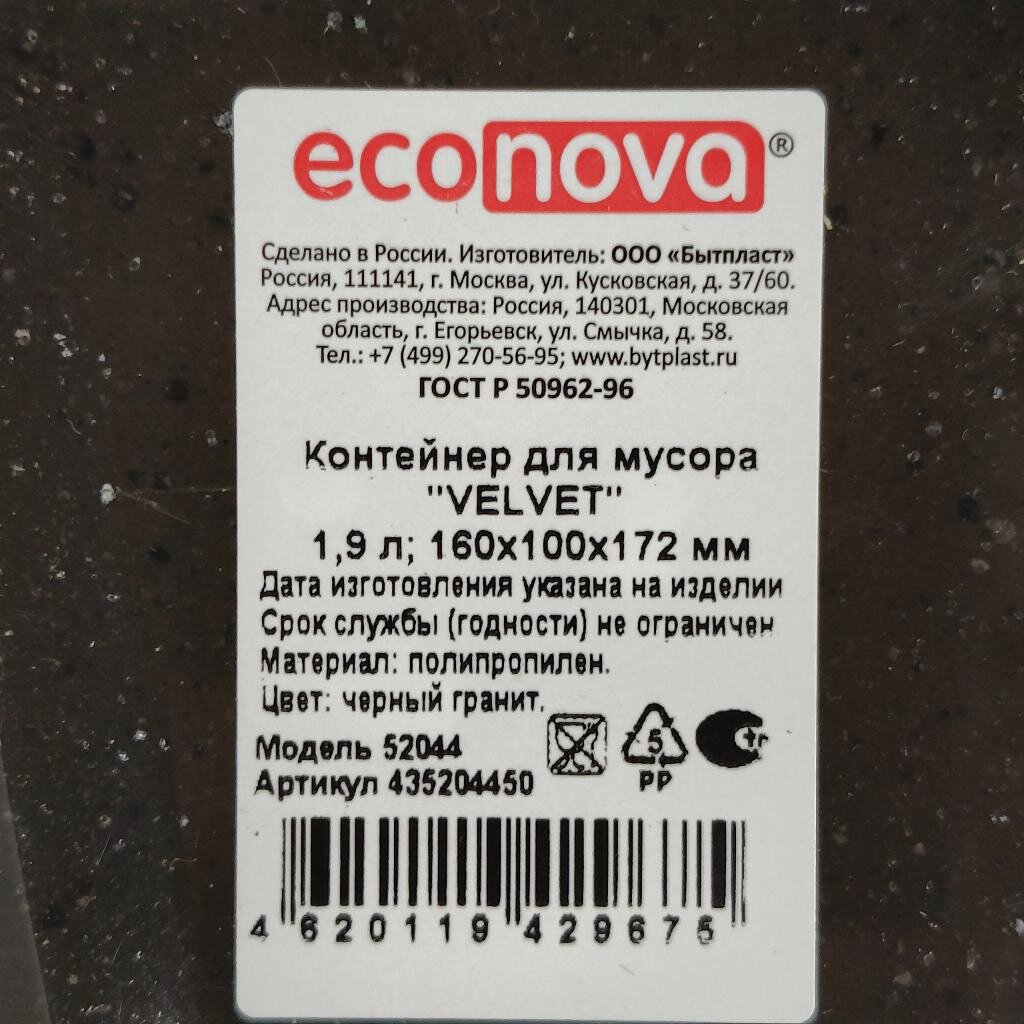 econova®
Сделано в России. Изготовитель: ООО «Бытпласт»
Россия, 111141, г. Москва, ул. Кусковская, д. 37/60.
Адрес производства: Россия, 140301, Московская
область, г. Егорьевск, ул. Смычка, д. 58.
Тел.: +7 (499) 270-56-95; www.bytplast.ru
ГОСТ Р 50962-96
Контейнер для мусора
"VELVET"
1,9 л; 160х100х172 мм
Дата изготовления указана на изделии
Срок службы (годности) не ограничен
Материал: полипропилен.
Цвет: черный гранит.
Модель 52044
Артикул 435204450
5
PP
tr
4 620119 429675